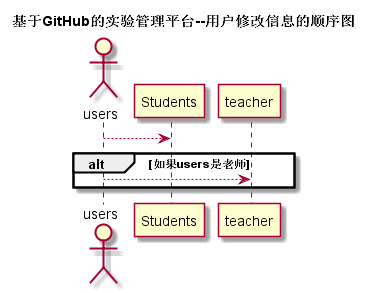 基于GitHub的实验管理平台--用户修改信息的顺序图
users
Students
teacher
alt
[如果users是老师]
users
Students
teacher